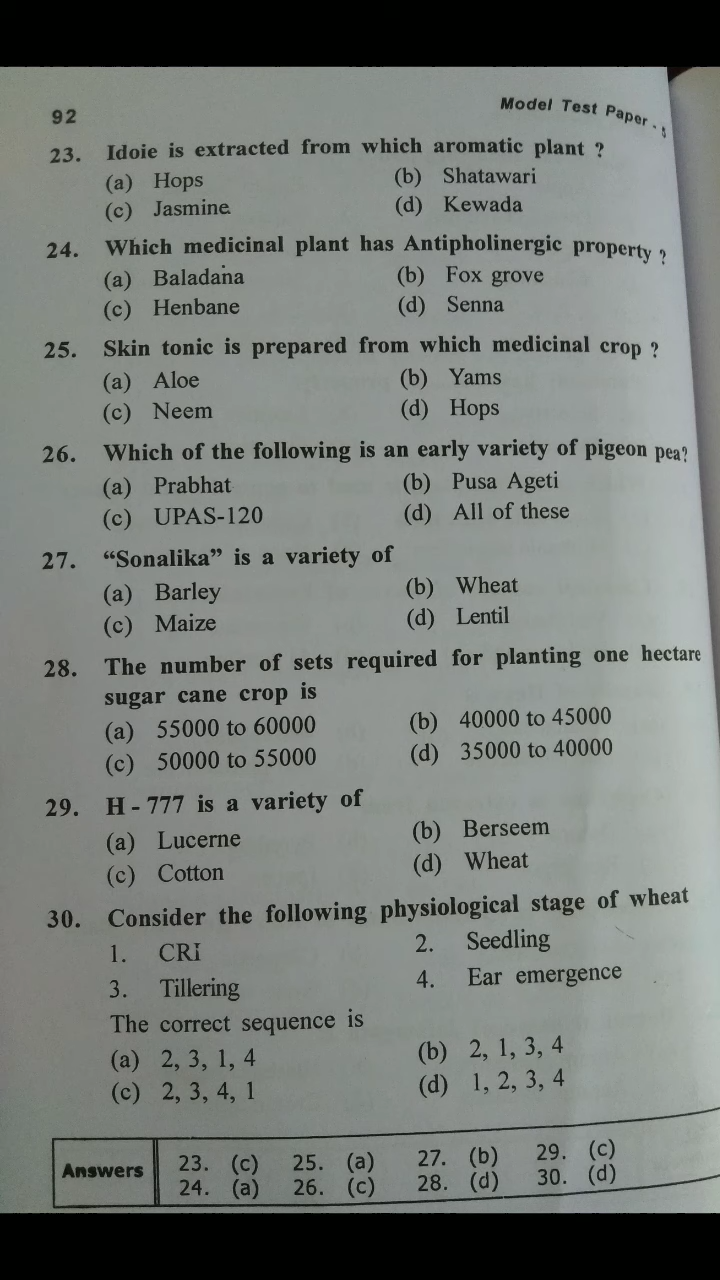 92
Model Test Paper -
23. Idoie is extracted from which aromatic plant ?
(a) Hops (b) Shatawari
(c) Jasmine (d) Kewada
24. Which medicinal plant has Antipholinergic property ?
(a) Baladana (b) Fox grove
(c) Henbane (d) Senna
25. Skin tonic is prepared from which medicinal crop ?
(a) Aloe (b) Yams
(c) Neem (d) Hops
26. Which of the following is an early variety of pigeon pea?
(a) Prabhat (b) Pusa Ageti
(c) UPAS-120 (d) All of these
27. “Sonalika” is a variety of
(a) Barley (b) Wheat
(c) Maize (d) Lentil
28. The number of sets required for planting one hectare
sugar cane crop is
(a) 55000 to 60000 (b) 40000 to 45000
(c) 50000 to 55000 (d) 35000 to 40000
29. H - 777 is a variety of
(a) Lucerne (b) Berseem
(c) Cotton (d) Wheat
30. Consider the following physiological stage of wheat
1. CRI 2. Seedling
3. Tillering 4. Ear emergence
The correct sequence is
(a) 2, 3, 1, 4 (b) 2, 1, 3, 4
(c) 2, 3, 4, 1 (d) 1, 2, 3, 4
Answers
23. (c) 25. (a) 27. (b) 29. (c)
24. (a) 26. (c) 28. (d) 30. (d)